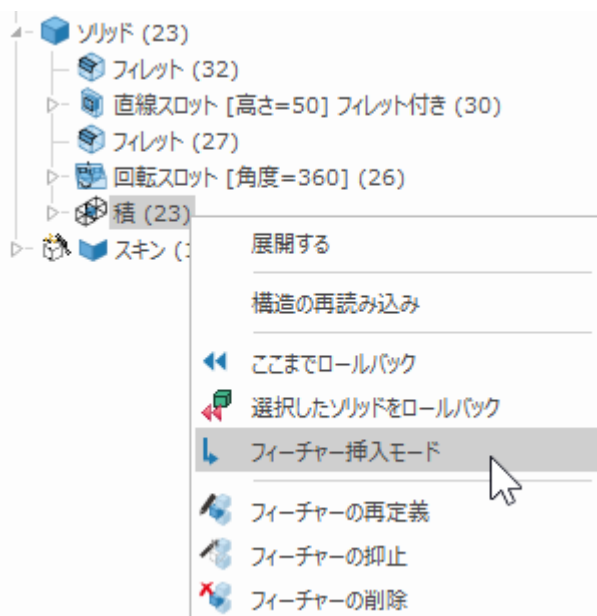 ソリッド (23)
フィレット (32)
直線スロット [高さ=50] フィレット付き (30)
フィレット (27)
回転スロット [角度=360] (26)
積 (23)
スキン (
展開する
構造の再読み込み
ここまでロールバック
選択したソリッドをロールバック
フィーチャー挿入モード
フィーチャーの再定義
フィーチャーの抑止
フィーチャーの削除